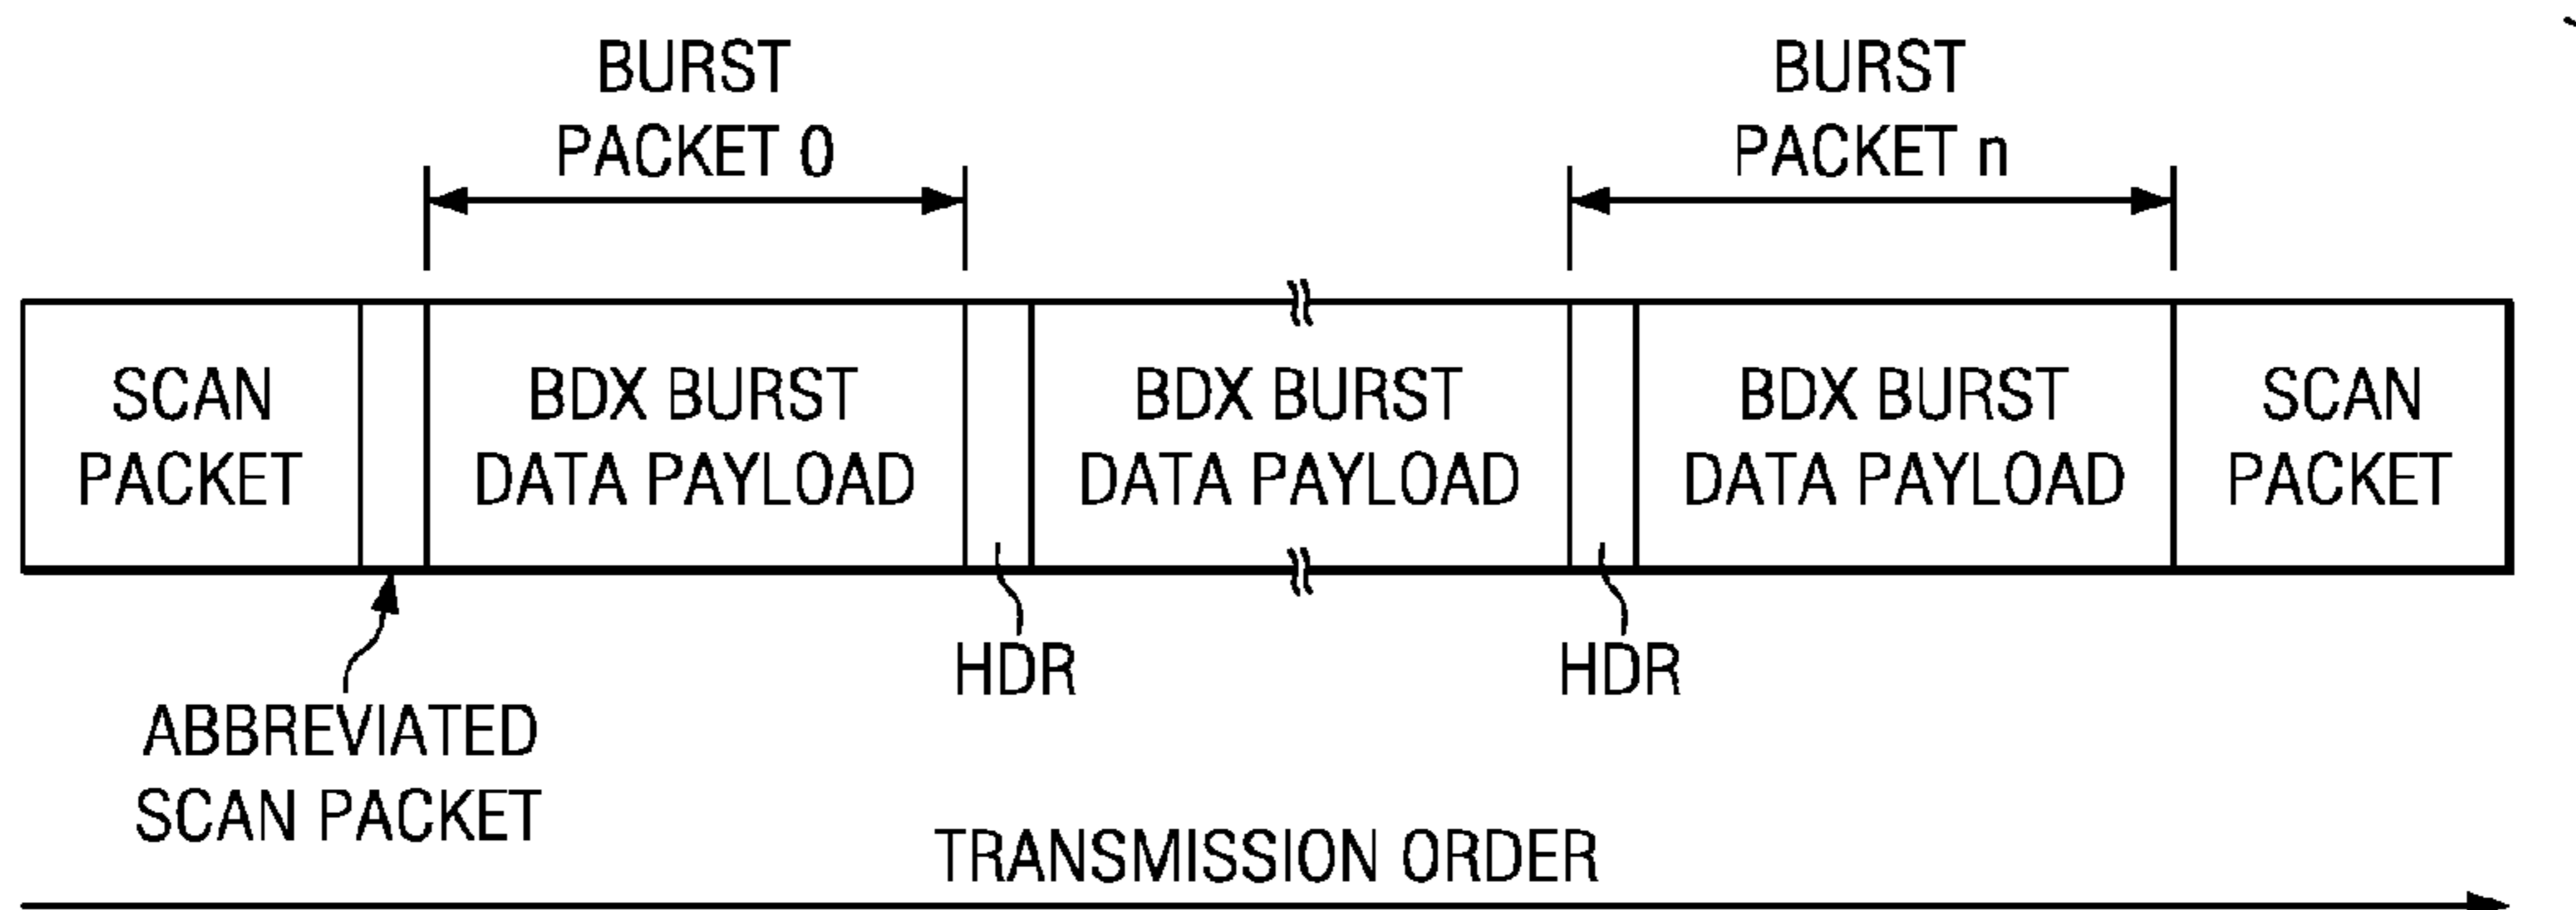 BURST
PACKET 0
BURST
PACKET n
SCAN
PACKET
BDX BURST
DATA PAYLOAD
BDX BURST
DATA PAYLOAD
BDX BURST
DATA PAYLOAD
SCAN
PACKET
HDR
HDR
ABBREVIATED
SCAN PACKET
TRANSMISSION ORDER